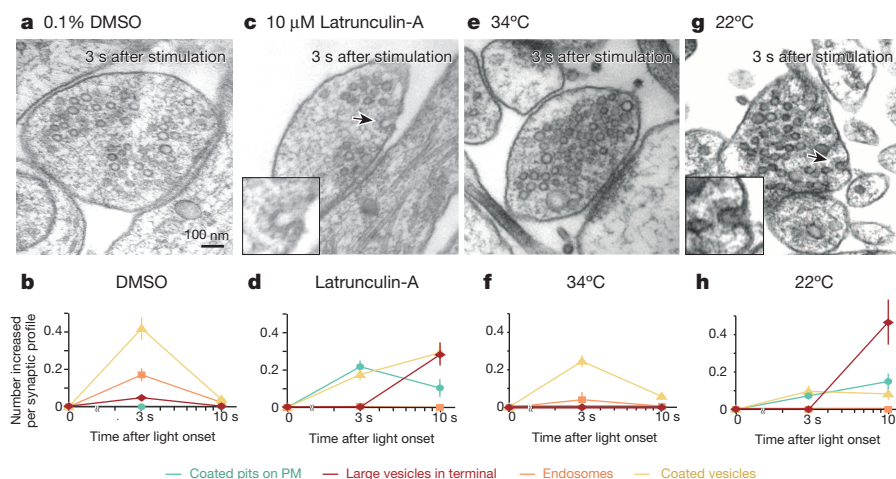 a 0.1% DMSO
c 10 μM Latrunculin-A
e 34ºC
g 22ºC
3 s after stimulation
3 s after stimulation
3 s after stimulation
3 s after stimulation
100 nm
b DMSO
d Latrunculin-A
f 34ºC
h 22ºC
Number increased
per synaptic profile
0.4
0.2
0
0 3 s 10 s
Time after light onset
0.4
0.2
0
0 3 s 10 s
Time after light onset
0.4
0.2
0
0 3 s 10 s
Time after light onset
0.4
0.2
0
0 3 s 10 s
Time after light onset
Coated pits on PM Large vesicles in terminal Endosomes Coated vesicles